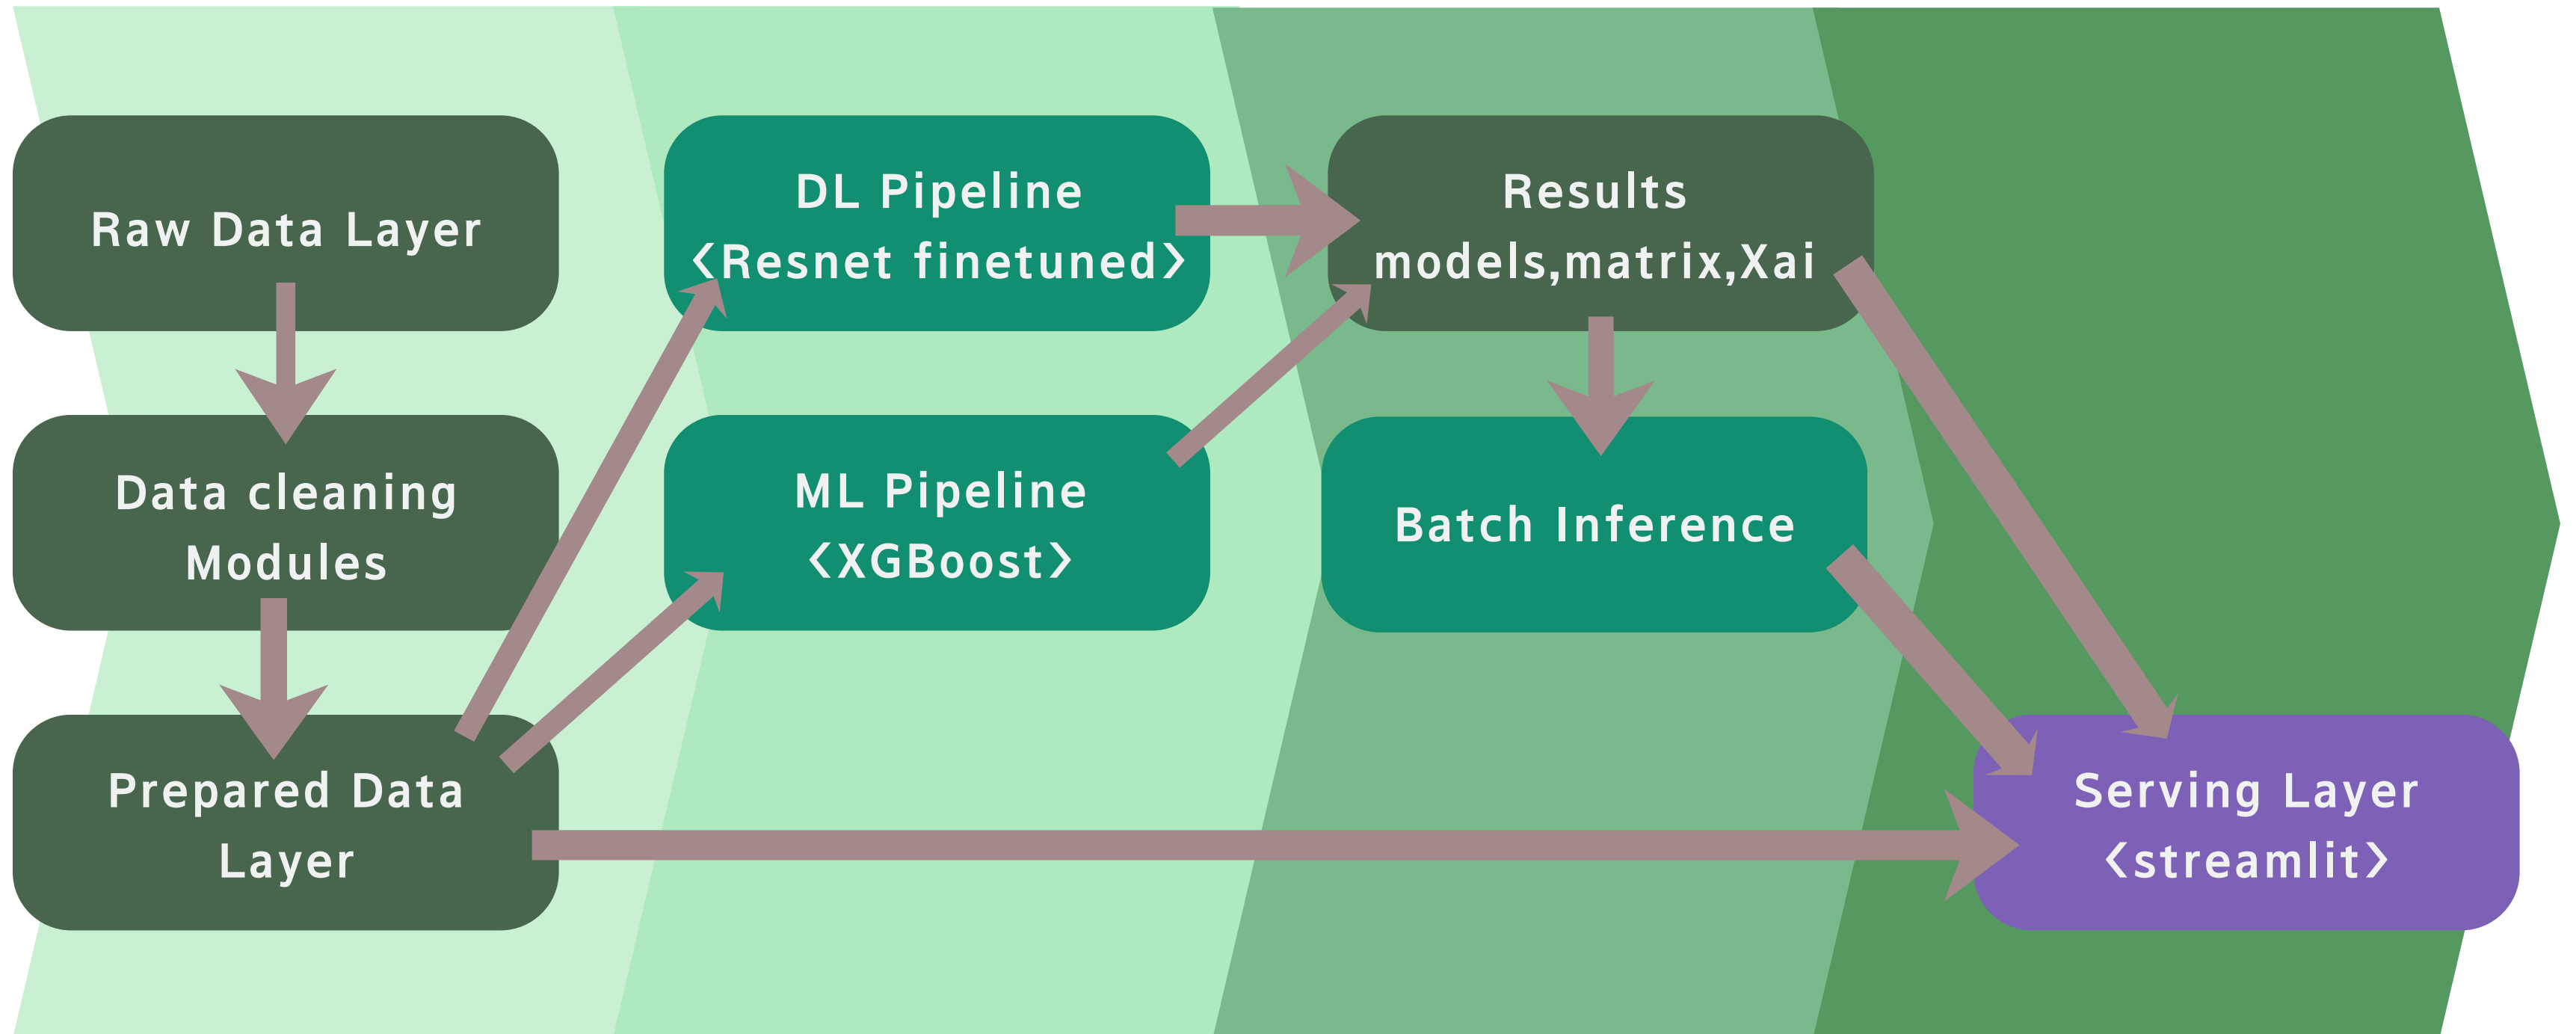 Raw Data Layer
Data cleaning
Modules
Prepared Data
Layer
DL Pipeline
<Resnet finetuned>
ML Pipeline
<XGBoost>
Results
models,matrix,Xai
Batch Inference
Serving Layer
<streamlit>